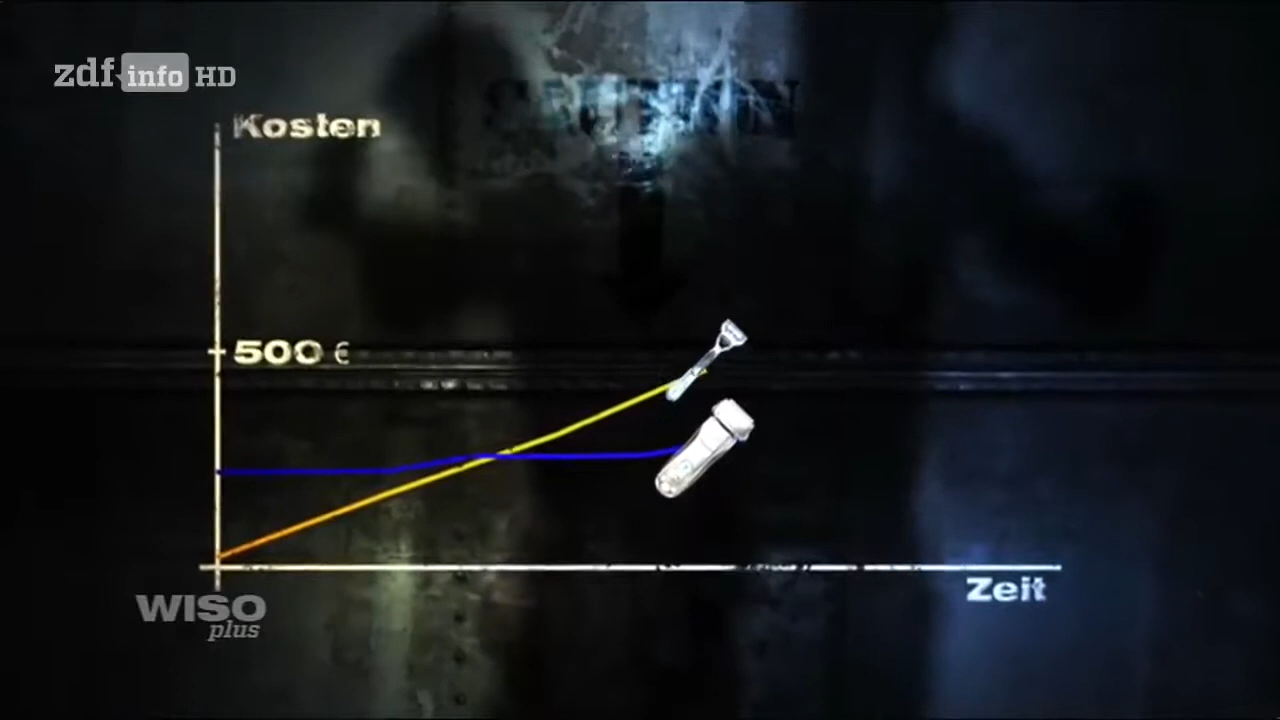 zdf info HD
Kosten
500 €
Zeit
WISO
plus